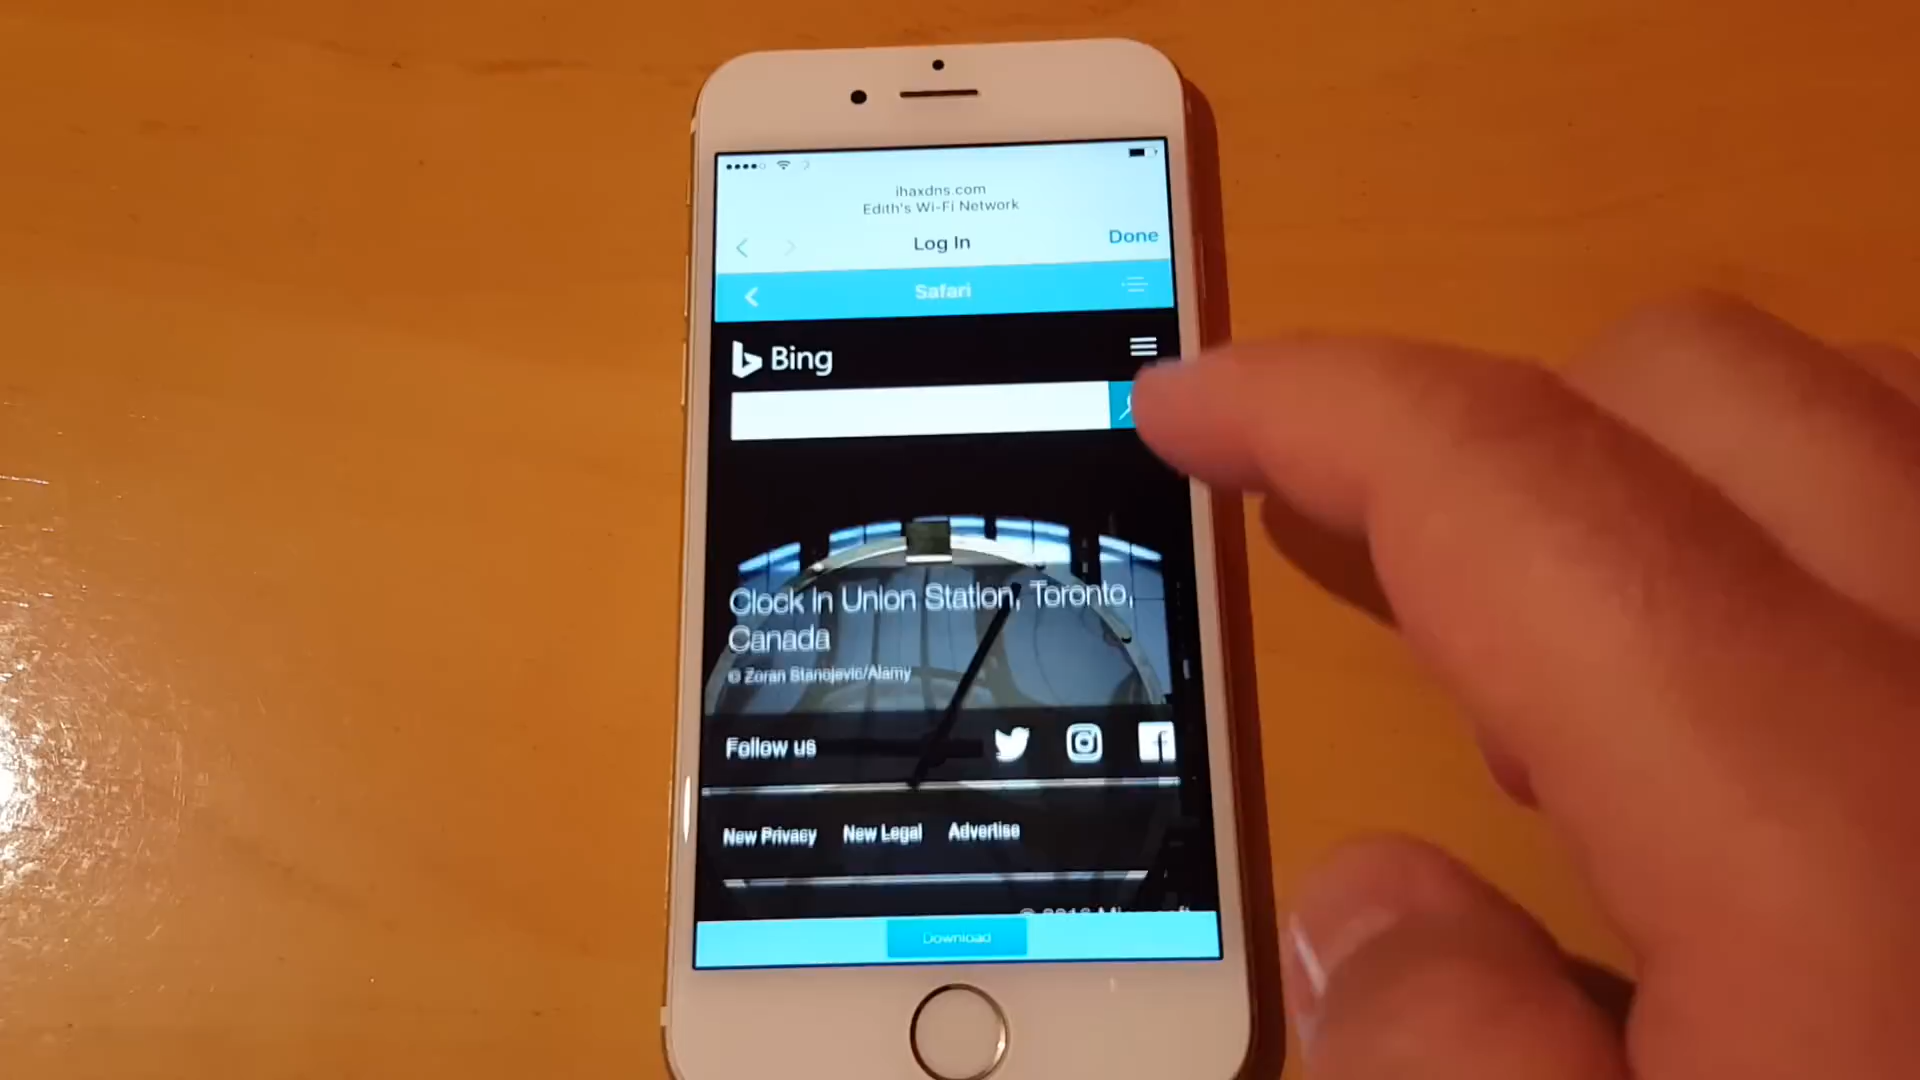 ihaxdns.com
Edith's Wi-Fi Network
Log In
Done
Safari
Bing
Clock in Union Station, Toronto,
Canada
© Zoran Stanojevic/Alamy
Follow us
New Privacy New Legal Advertise
Download